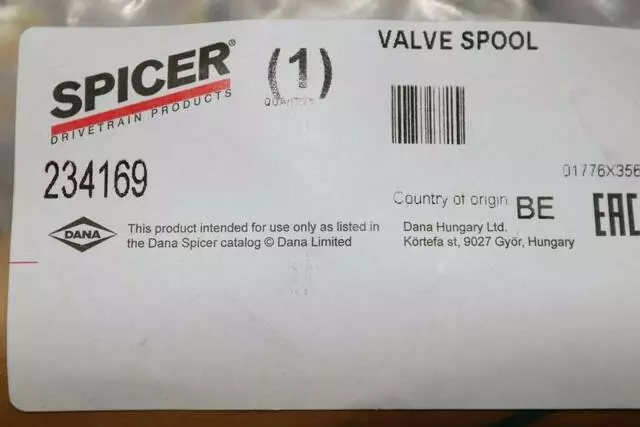 SPICER®
DRIVETRAIN PRODUCTS
(1)
QUANTITY
VALVE SPOOL
234169
01776X356
Country of origin BE
EAC
DANA
This product intended for use only as listed in
the Dana Spicer catalog © Dana Limited
Dana Hungary Ltd.
Körtefa st, 9027 Győr, Hungary